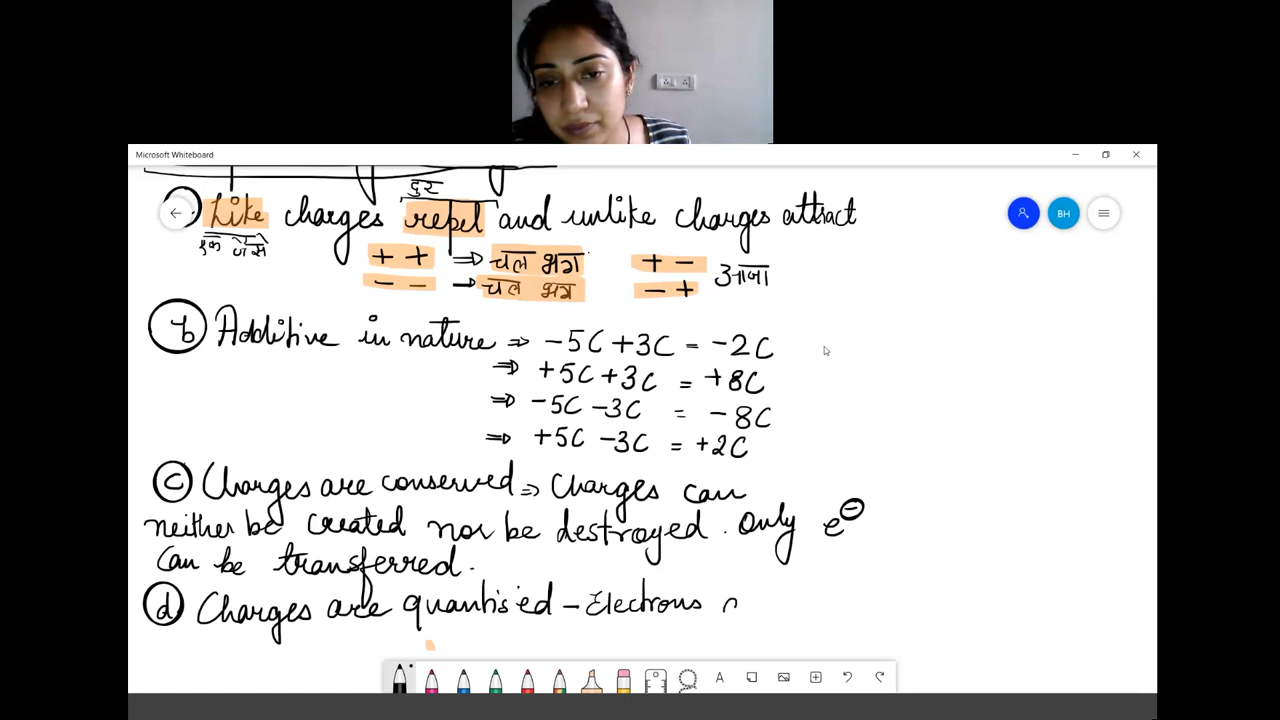 Microsoft Whiteboard
दुर
Like charges repel and unlike charges attract
एक जैसे
+ + ⇒ चल भग + −
− − → चल भग − + आजा
BH
b Additive in nature ⇒ -5C +3C = -2C
⇒ +5C +3C = +8C
⇒ -5C -3C = -8C
⇒ +5C -3C = +2C
c Charges are conserved ⇒ Charges can
neither be created nor be destroyed. Only e⊖
can be transferred.
d Charges are quantised – Electrons
A